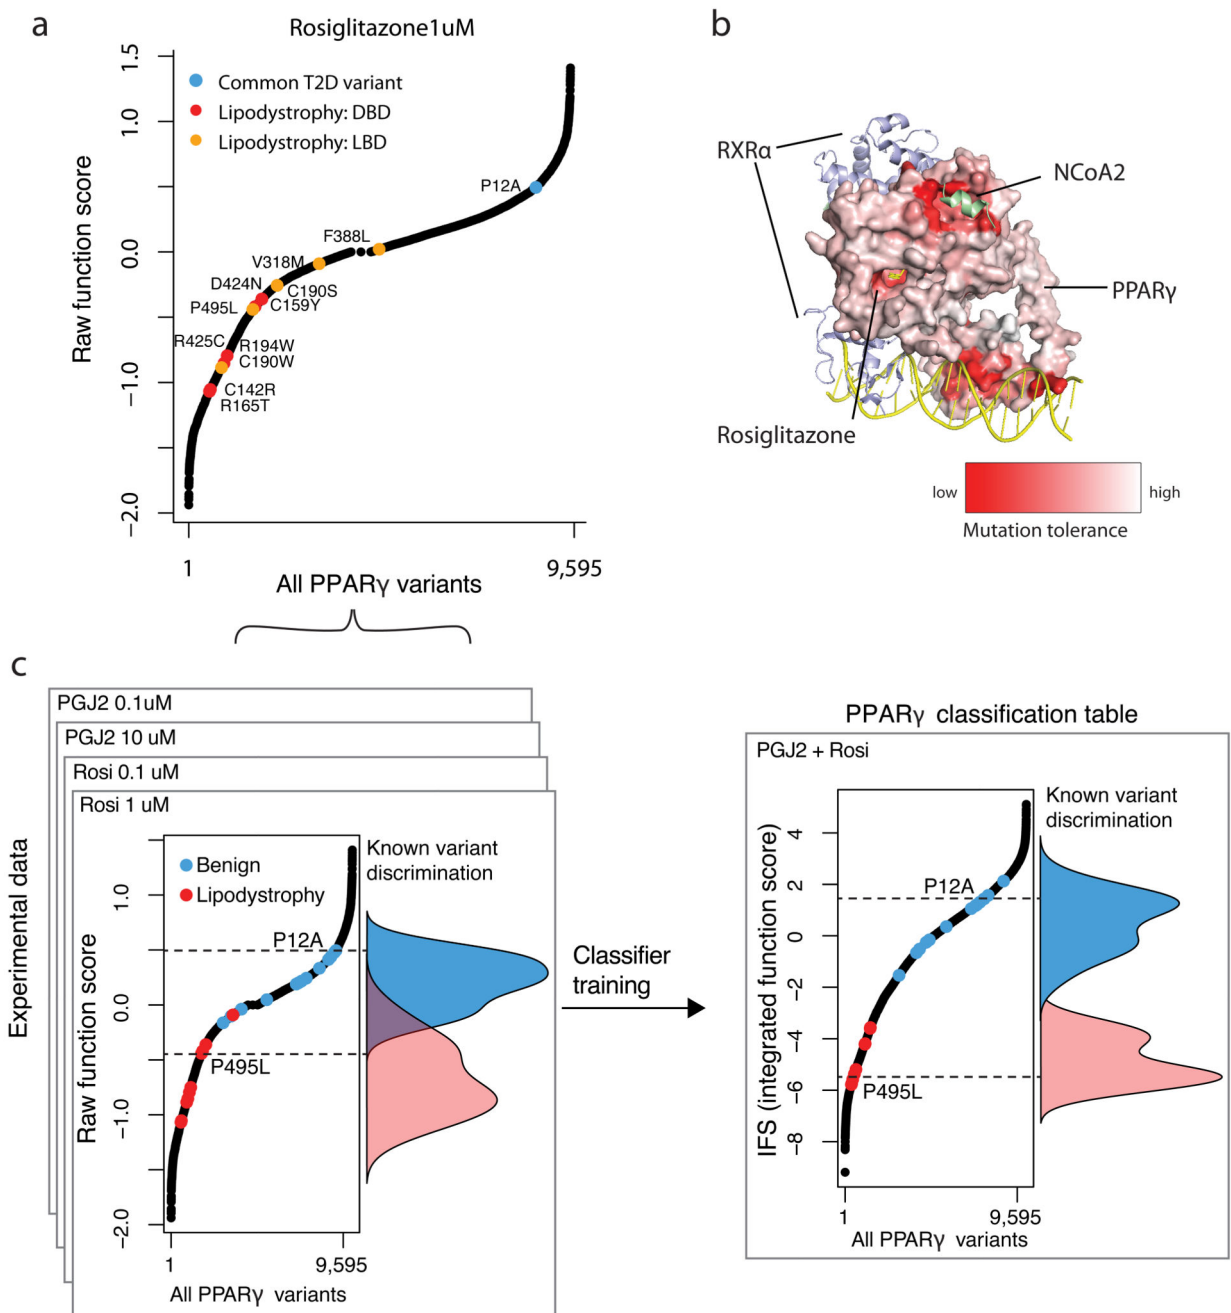 a
Rosiglitazone1uM
Common T2D variant
Lipodystrophy: DBD
Lipodystrophy: LBD
Raw function score
1.5
1.0
0.0
−1.0
−2.0
P12A
F388L
V318M
D424N
C190S
P495L
C159Y
R425C
R194W
C190W
C142R
R165T
1
9,595
All PPARγ variants
b
RXRα
NCoA2
PPARγ
Rosiglitazone
low
high
Mutation tolerance
c
Experimental data
PGJ2 0.1uM
PGJ2 10 uM
Rosi 0.1 uM
Rosi 1 uM
Benign
Lipodystrophy
Known variant
discrimination
Raw function score
1.0
0.0
−1.0
−2.0
P12A
P495L
1
9,595
All PPARγ variants
Classifier
training
PPARγ classification table
PGJ2 + Rosi
Known variant
discrimination
IFS (integrated function score)
4
2
0
−2
−4
−6
−8
P12A
P495L
1
9,595
All PPARγ variants